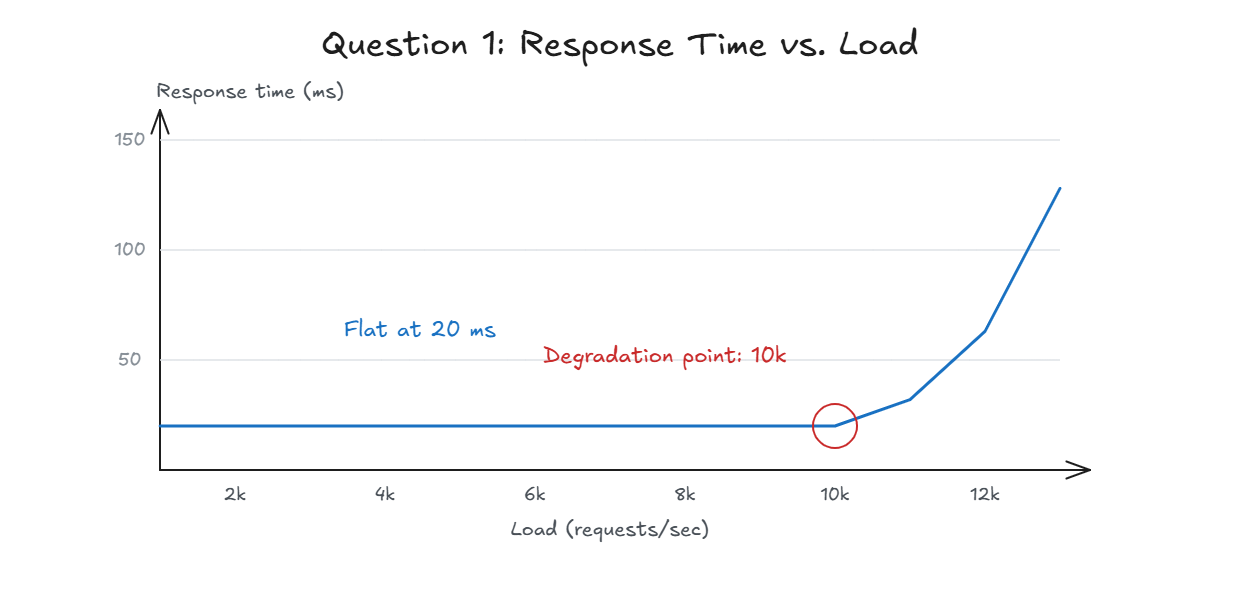 Question 1: Response Time vs. Load
Response time (ms)
150
100
Flat at 20 ms
Degradation point: 10k
50
2k 4k 6k 8k 10k 12k
Load (requests/sec)